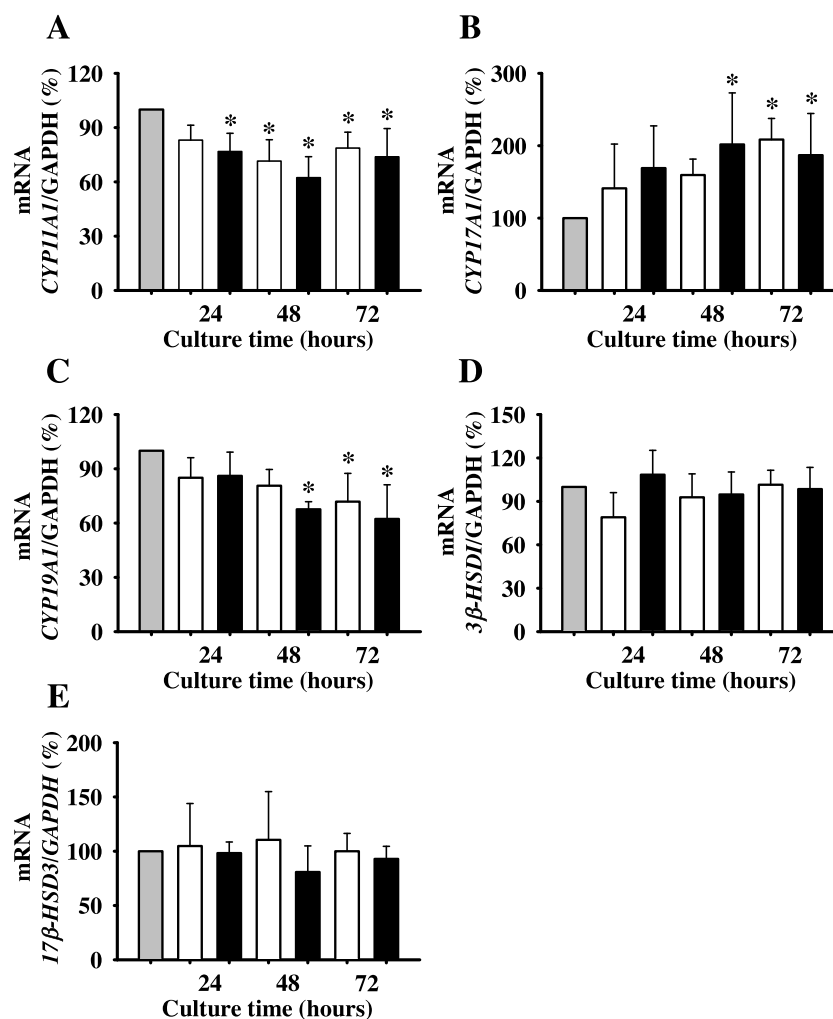 A
mRNA
CYP11A1/GAPDH (%)
120
90
60
30
0
* * * * *
24 48 72
Culture time (hours)
B
mRNA
CYP17A1/GAPDH (%)
300
200
100
0
* * *
24 48 72
Culture time (hours)
C
mRNA
CYP19A1/GAPDH (%)
120
90
60
30
0
* * *
24 48 72
Culture time (hours)
D
mRNA
3β-HSDI/GAPDH (%)
150
120
90
60
30
0
24 48 72
Culture time (hours)
E
mRNA
17β-HSD3/GAPDH (%)
200
150
100
50
0
24 48 72
Culture time (hours)